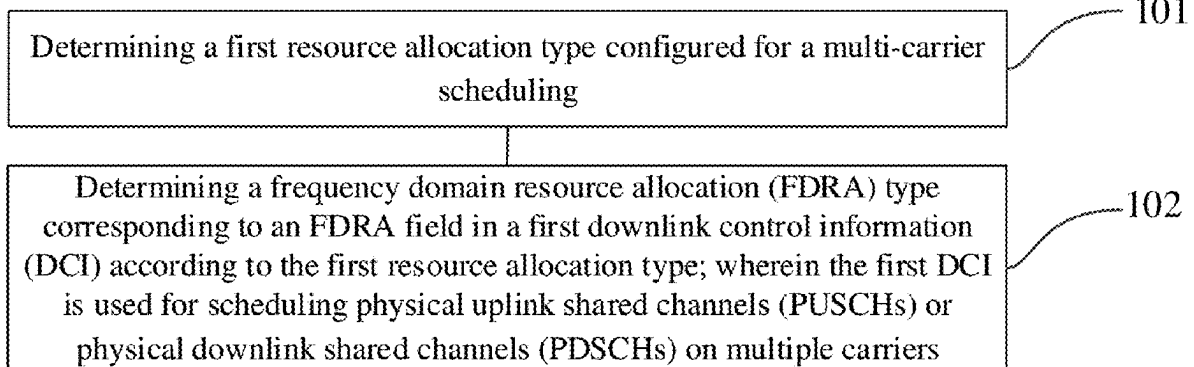 101
Determining a first resource allocation type configured for a multi-carrier
scheduling
Determining a frequency domain resource allocation (FDRA) type
corresponding to an FDRA field in a first downlink control information
(DCI) according to the first resource allocation type; wherein the first DCI
is used for scheduling physical uplink shared channels (PUSCHs) or
physical downlink shared channels (PDSCHs) on multiple carriers
102